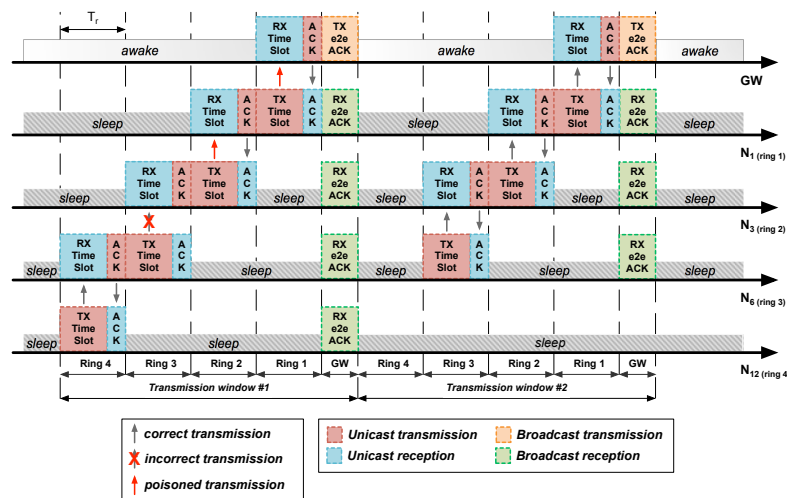 T_r
RX
Time
Slot
A
C
K
TX
e2e
ACK
RX
Time
Slot
A
C
K
TX
e2e
ACK
awake
awake
awake
GW
RX
Time
Slot
A
C
K
TX
Time
Slot
A
C
K
RX
e2e
ACK
RX
Time
Slot
A
C
K
TX
Time
Slot
A
C
K
RX
e2e
ACK
sleep
sleep
sleep
N1 (ring 1)
RX
Time
Slot
A
C
K
TX
Time
Slot
A
C
K
RX
e2e
ACK
RX
Time
Slot
A
C
K
TX
Time
Slot
A
C
K
RX
e2e
ACK
sleep
sleep
sleep
sleep
sleep
N3 (ring 2)
RX
Time
Slot
A
C
K
TX
Time
Slot
A
C
K
RX
e2e
ACK
TX
Time
Slot
A
C
K
RX
e2e
ACK
sleep
sleep
sleep
sleep
sleep
N6 (ring 3)
TX
Time
Slot
A
C
K
RX
e2e
ACK
sleep
sleep
sleep
N12 (ring 4
Ring 4
Ring 3
Ring 2
Ring 1
GW
Ring 4
Ring 3
Ring 2
Ring 1
GW
Transmission window #1
Transmission window #2
correct transmission
incorrect transmission
poisoned transmission
Unicast transmission
Broadcast transmission
Unicast reception
Broadcast reception